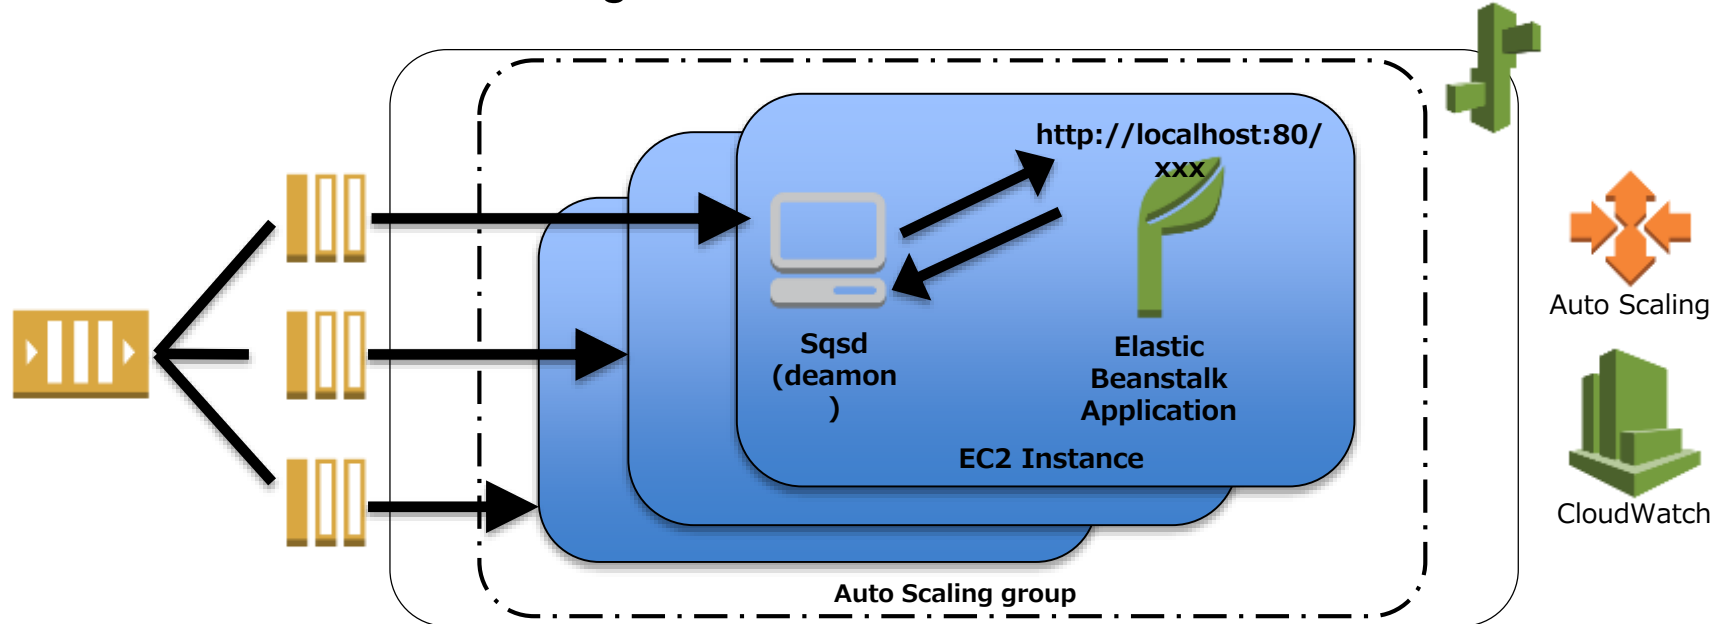 http://localhost:80/
xxx
Sqsd
(deamon
)
Elastic
Beanstalk
Application
EC2 Instance
Auto Scaling group
Auto Scaling
CloudWatch